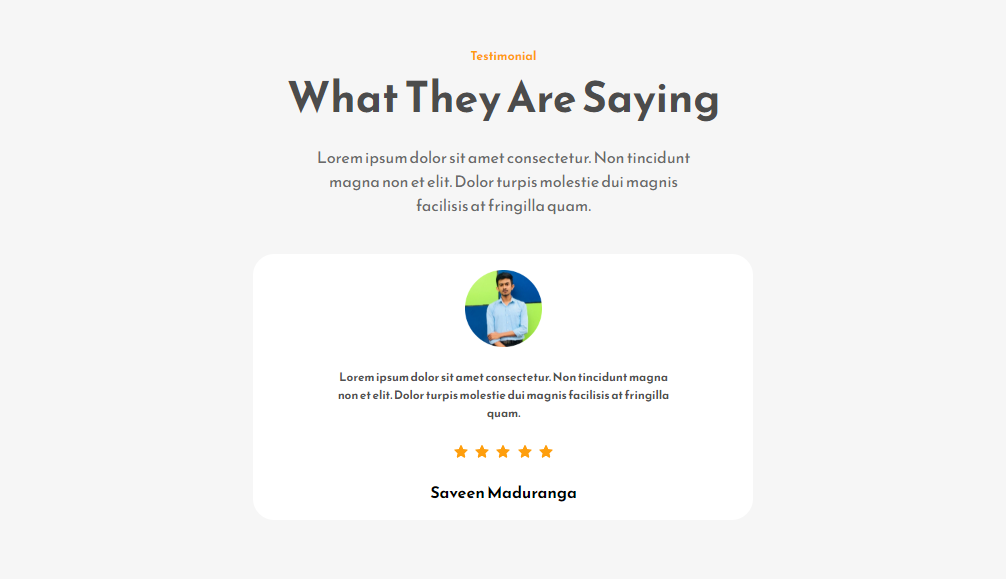 Testimonial
What They Are Saying
Lorem ipsum dolor sit amet consectetur. Non tincidunt
magna non et elit. Dolor turpis molestie dui magnis
facilisis at fringilla quam.
Lorem ipsum dolor sit amet consectetur. Non tincidunt magna
non et elit. Dolor turpis molestie dui magnis facilisis at fringilla
quam.
Saveen Maduranga